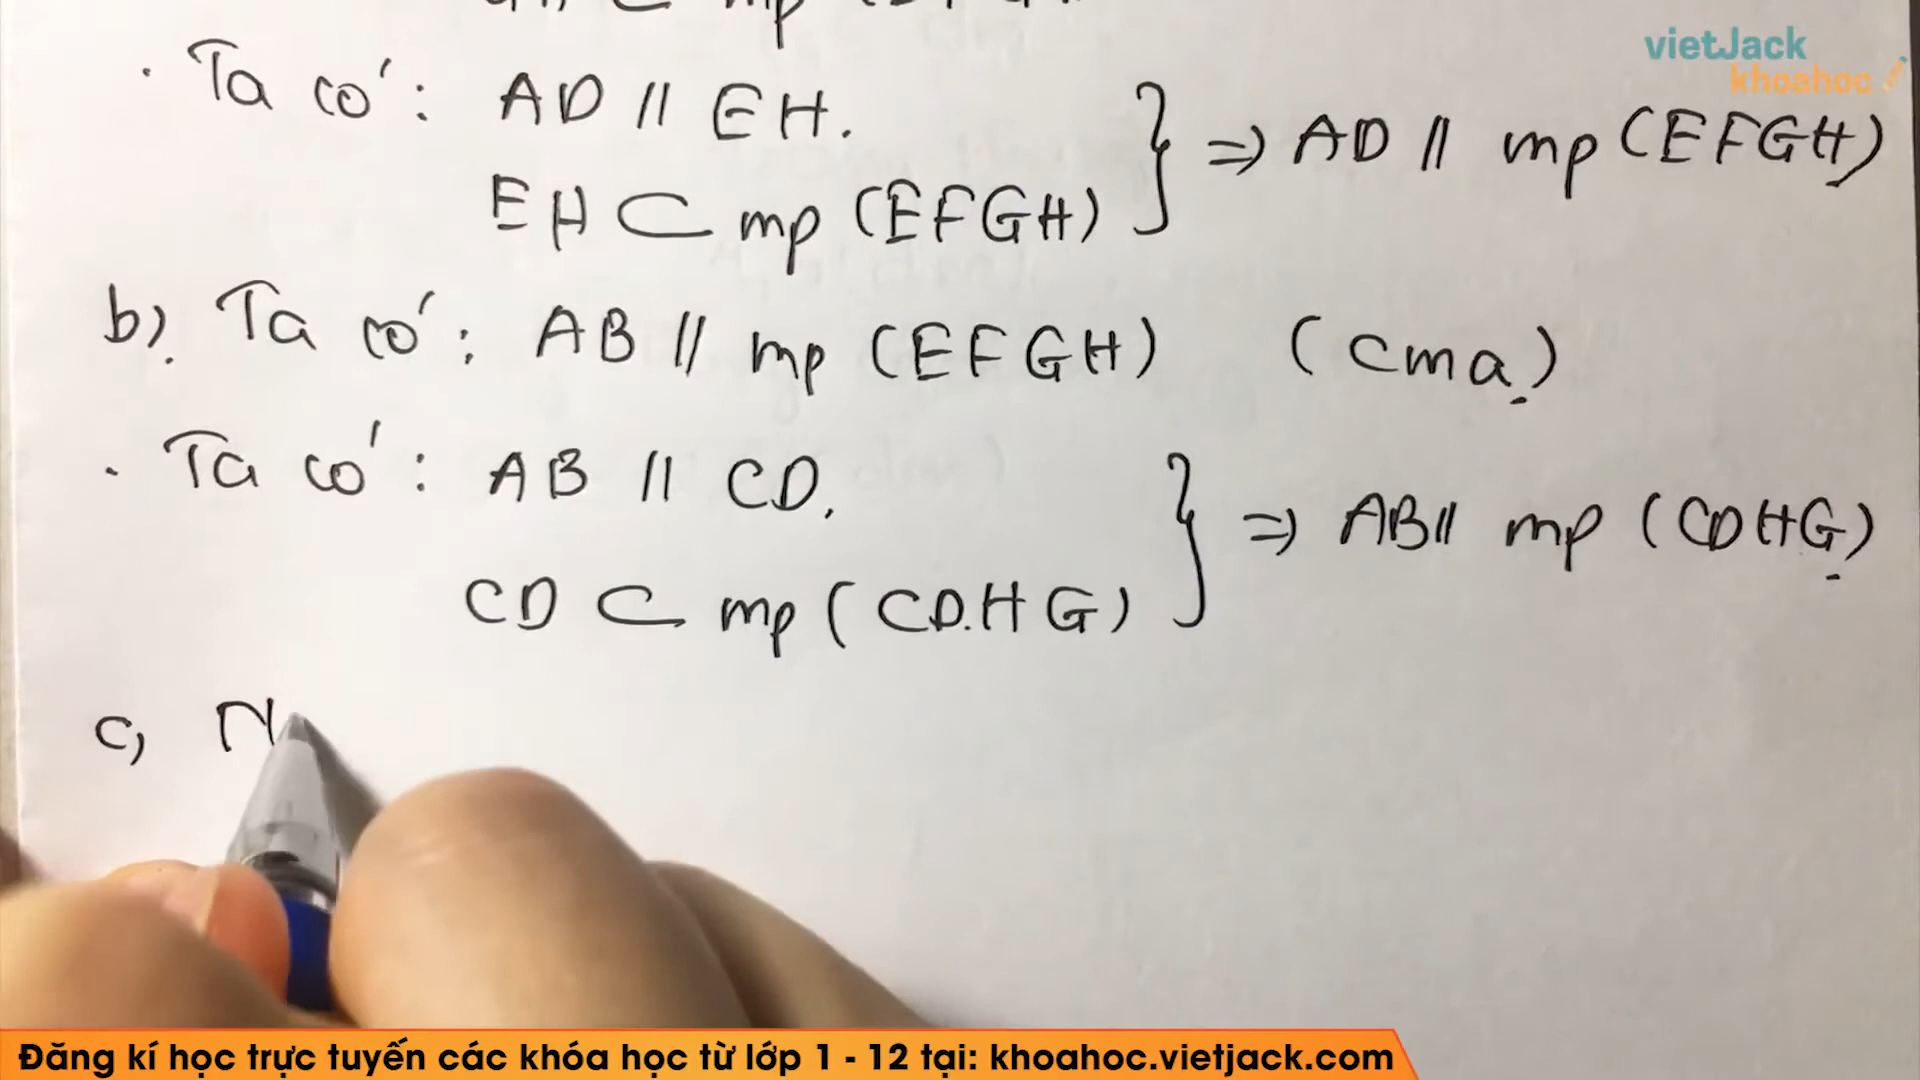 vietJack
khoahoc
. Ta có : AD // EH.
EH ⊂ mp (EFGH)
} ⇒ AD // mp (EFGH)
b). Ta có : AB // mp (EFGH) (cma)
. Ta có : AB // CD.
CD ⊂ mp (CD.HG)
} ⇒ AB // mp (CDHG)
c, N
Đăng kí học trực tuyến các khóa học từ lớp 1 - 12 tại: khoahoc.vietjack.com